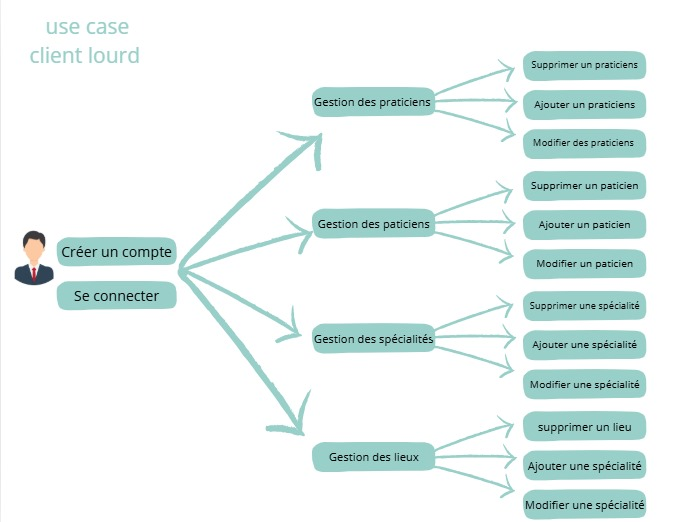 use case
client lourd
Créer un compte
Se connecter
Gestion des praticiens
Supprimer un praticiens
Ajouter un praticiens
Modifier des praticiens
Gestion des paticiens
Supprimer un paticien
Ajouter un paticien
Modifier un paticien
Gestion des spécialités
Supprimer une spécialité
Ajouter une spécialité
Modifier une spécialité
Gestion des lieux
supprimer un lieu
Ajouter une spécialité
Modifier une spécialité